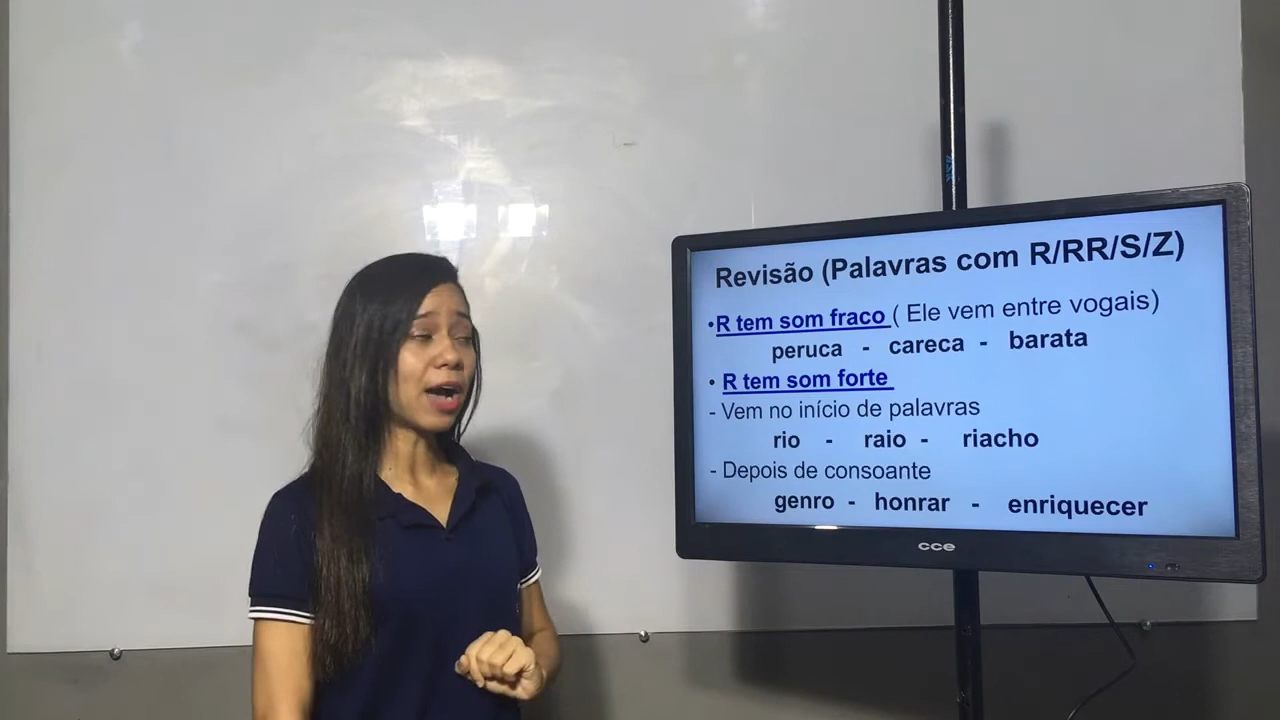 Revisão (Palavras com R/RR/S/Z)
•R tem som fraco ( Ele vem entre vogais)
peruca - careca - barata
• R tem som forte
- Vem no início de palavras
rio - raio - riacho
- Depois de consoante
genro - honrar - enriquecer
cce